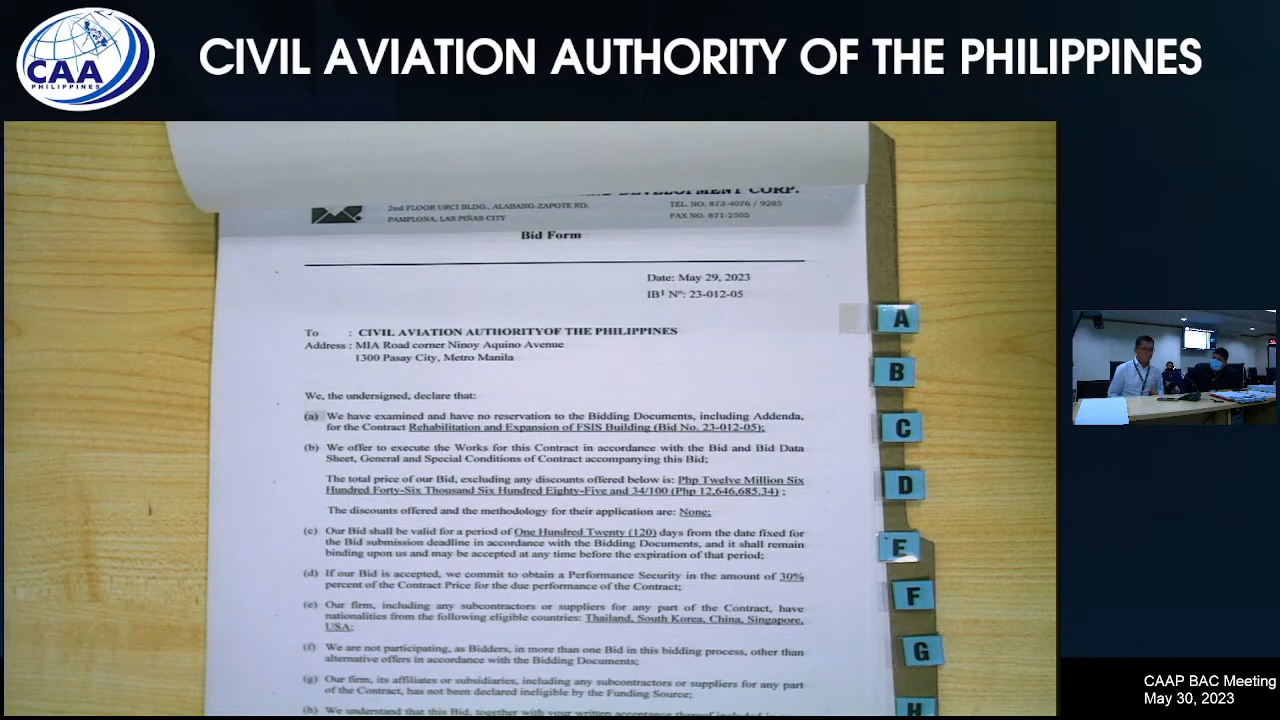 CAA
PHILIPPINES
CIVIL AVIATION AUTHORITY OF THE PHILIPPINES
DEVELOPMENT CORP.
2nd FLOOR URCI BLDG., ALABANG-ZAPOTE RD.
PAMPLONA, LAS PIÑAS CITY
TEL. NO. 873-4076 / 9285
FAX NO. 871-2505
Bid Form
Date: May 29, 2023
IB¹ Nº: 23-012-05
To : CIVIL AVIATION AUTHORITYOF THE PHILIPPINES
Address : MIA Road corner Ninoy Aquino Avenue
1300 Pasay City, Metro Manila
We, the undersigned, declare that:
(a) We have examined and have no reservation to the Bidding Documents, including Addenda,
for the Contract Rehabilitation and Expansion of FSIS Building (Bid No. 23-012-05);
(b) We offer to execute the Works for this Contract in accordance with the Bid and Bid Data
Sheet, General and Special Conditions of Contract accompanying this Bid;
The total price of our Bid, excluding any discounts offered below is: Php Twelve Million Six
Hundred Forty-Six Thousand Six Hundred Eighty-Five and 34/100 (Php 12,646,685.34) ;
The discounts offered and the methodology for their application are: None;
(c) Our Bid shall be valid for a period of One Hundred Twenty (120) days from the date fixed for
the Bid submission deadline in accordance with the Bidding Documents, and it shall remain
binding upon us and may be accepted at any time before the expiration of that period;
(d) If our Bid is accepted, we commit to obtain a Performance Security in the amount of 30%
percent of the Contract Price for the due performance of the Contract;
(e) Our firm, including any subcontractors or suppliers for any part of the Contract, have
nationalities from the following eligible countries: Thailand, South Korea, China, Singapore,
USA;
(f) We are not participating, as Bidders, in more than one Bid in this bidding process, other than
alternative offers in accordance with the Bidding Documents;
(g) Our firm, its affiliates or subsidiaries, including any subcontractors or suppliers for any part
of the Contract, has not been declared ineligible by the Funding Source;
(h) We understand that this Bid, together with your written acceptance thereof included in
A
B
C
D
E
F
G
H
CAAP BAC Meeting
May 30, 2023